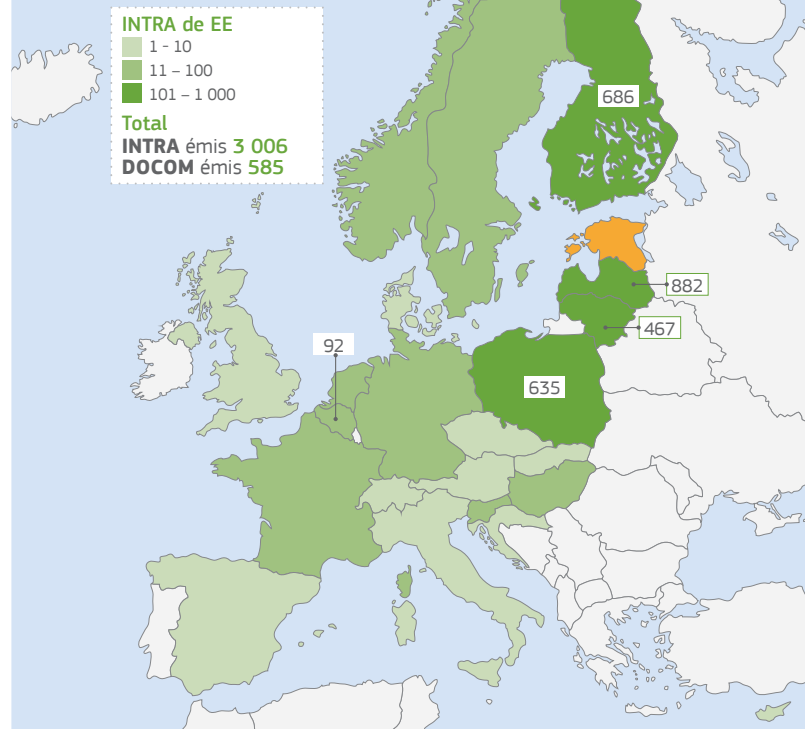 INTRA de EE
1 - 10
11 – 100
101 – 1 000
Total
INTRA émis 3 006
DOCOM émis 585
686
882
467
92
635